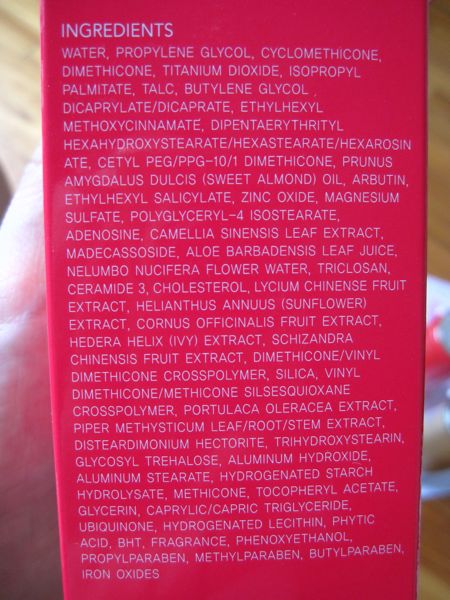 INGREDIENTS
WATER, PROPYLENE GLYCOL, CYCLOMETHICONE,
DIMETHICONE, TITANIUM DIOXIDE, ISOPROPYL
PALMITATE, TALC, BUTYLENE GLYCOL
DICAPRYLATE/DICAPRATE, ETHYLHEXYL
METHOXYCINNAMATE, DIPENTAERYTHRITYL
HEXAHYDROXYSTEARATE/HEXASTEARATE/HEXAROSIN
ATE, CETYL PEG/PPG-10/1 DIMETHICONE, PRUNUS
AMYGDALUS DULCIS (SWEET ALMOND) OIL, ARBUTIN,
ETHYLHEXYL SALICYLATE, ZINC OXIDE, MAGNESIUM
SULFATE, POLYGLYCERYL-4 ISOSTEARATE,
ADENOSINE, CAMELLIA SINENSIS LEAF EXTRACT,
MADECASSOSIDE, ALOE BARBADENSIS LEAF JUICE,
NELUMBO NUCIFERA FLOWER WATER, TRICLOSAN,
CERAMIDE 3, CHOLESTEROL, LYCIUM CHINENSE FRUIT
EXTRACT, HELIANTHUS ANNUUS (SUNFLOWER)
EXTRACT, CORNUS OFFICINALIS FRUIT EXTRACT,
HEDERA HELIX (IVY) EXTRACT, SCHIZANDRA
CHINENSIS FRUIT EXTRACT, DIMETHICONE/VINYL
DIMETHICONE CROSSPOLYMER, SILICA, VINYL
DIMETHICONE/METHICONE SILSESQUIOXANE
CROSSPOLYMER, PORTULACA OLERACEA EXTRACT,
PIPER METHYSTICUM LEAF/ROOT/STEM EXTRACT,
DISTEARDIMONIUM HECTORITE, TRIHYDROXYSTEARIN,
GLYCOSYL TREHALOSE, ALUMINUM HYDROXIDE,
ALUMINUM STEARATE, HYDROGENATED STARCH
HYDROLYSATE, METHICONE, TOCOPHERYL ACETATE,
GLYCERIN, CAPRYLIC/CAPRIC TRIGLYCERIDE,
UBIQUINONE, HYDROGENATED LECITHIN, PHYTIC
ACID, BHT, FRAGRANCE, PHENOXYETHANOL,
PROPYLPARABEN, METHYLPARABEN, BUTYLPARABEN,
IRON OXIDES